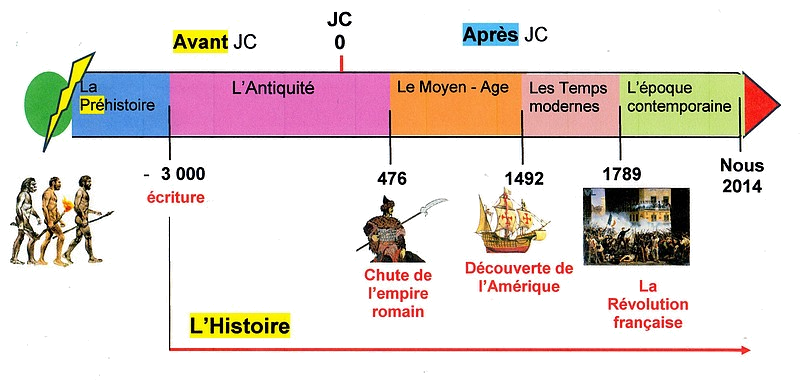 JC
0
Avant JC
Après JC
La
Préhistoire
L'Antiquité
Le Moyen - Age
Les Temps
modernes
L'époque
contemporaine
- 3 000
écriture
476
1492
1789
Nous
2014
Chute de
l'empire
romain
Découverte de
l'Amérique
La
Révolution
française
L'Histoire